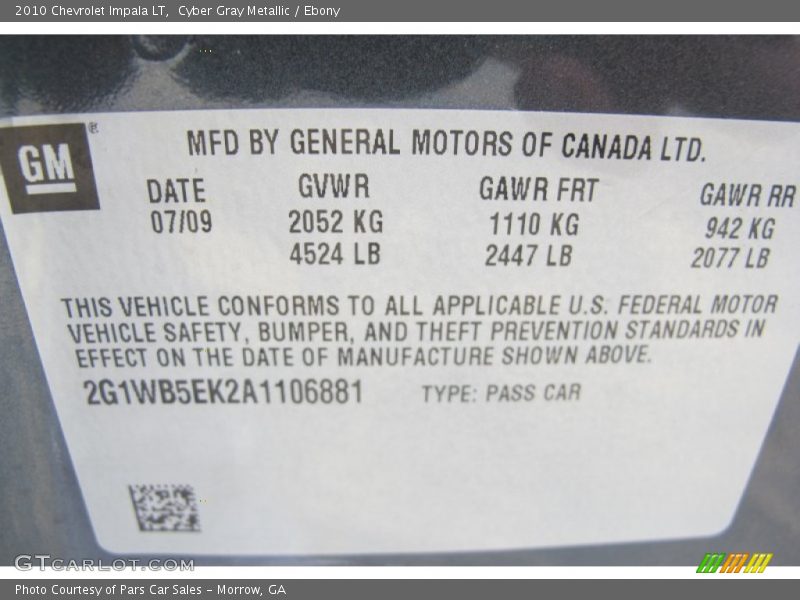 2010 Chevrolet Impala LT,  Cyber Gray Metallic / Ebony
GM®
MFD BY GENERAL MOTORS OF CANADA LTD.
DATE GVWR GAWR FRT GAWR RR
07/09 2052 KG 1110 KG 942 KG
4524 LB 2447 LB 2077 LB
THIS VEHICLE CONFORMS TO ALL APPLICABLE U.S. FEDERAL MOTOR
VEHICLE SAFETY, BUMPER, AND THEFT PREVENTION STANDARDS IN
EFFECT ON THE DATE OF MANUFACTURE SHOWN ABOVE.
2G1WB5EK2A1106881 TYPE: PASS CAR
GTCARLOT.COM
Photo Courtesy of Pars Car Sales - Morrow, GA